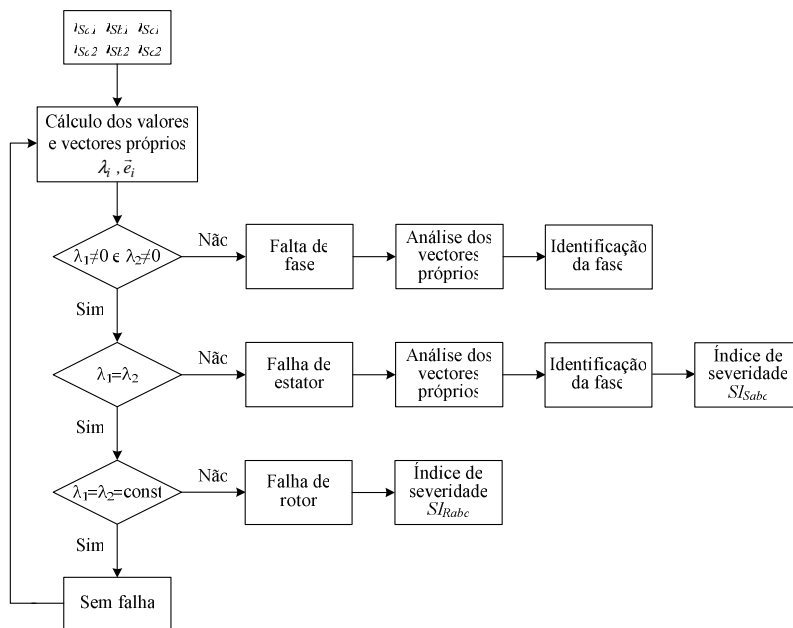 i_Sa1 i_Sb1 i_Sc1
i_Sa2 i_Sb2 i_Sc2
Cálculo dos valores
e vectores próprios
λ_i , e⃗_i
λ₁≠0 e λ₂≠0
Não
Falta de
fase
Análise dos
vectores
próprios
Identificação
da fase
Sim
λ₁=λ₂
Não
Falha de
estator
Análise dos
vectores
próprios
Identificação
da fase
Índice de
severidade
SI_Sabc
Sim
λ₁=λ₂=const
Não
Falha de
rotor
Índice de
severidade
SI_Rabc
Sim
Sem falha